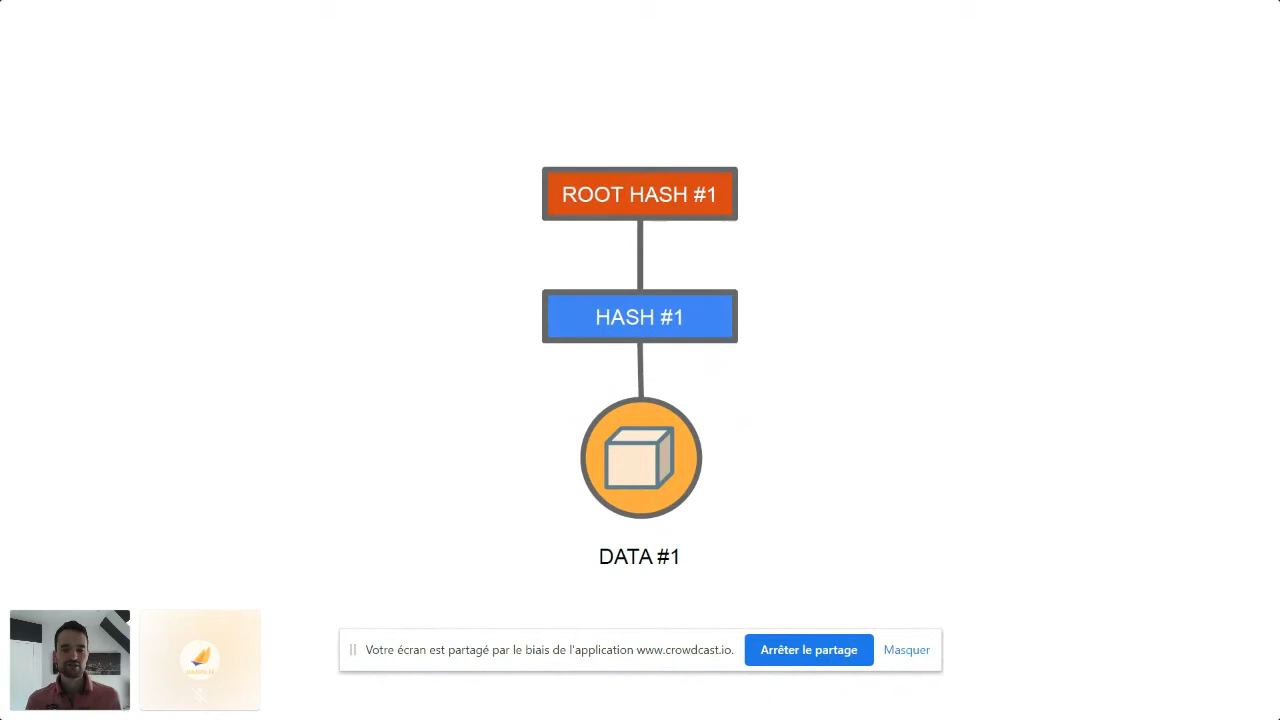 ROOT HASH #1
HASH #1
DATA #1
Votre écran est partagé par le biais de l'application www.crowdcast.io.
Arrêter le partage
Masquer